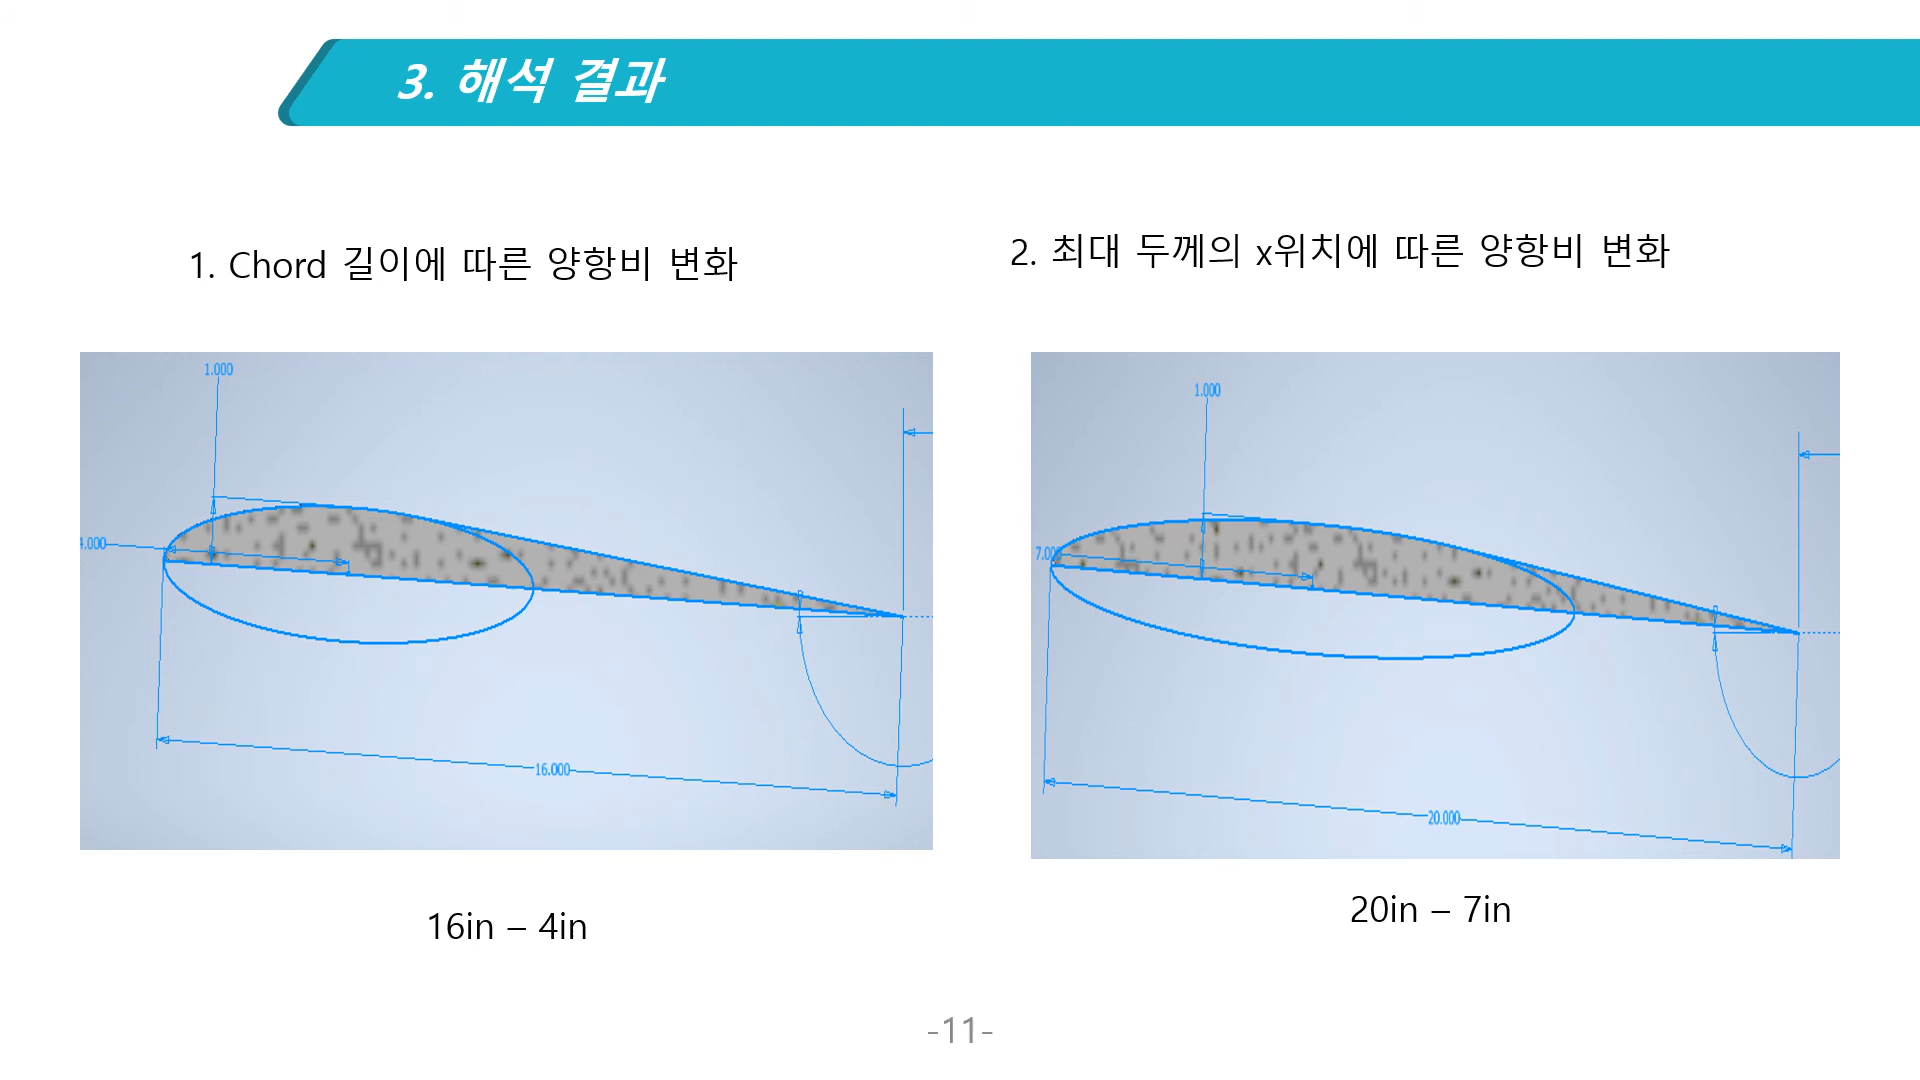 3. 해석 결과
1. Chord 길이에 따른 양항비 변화
2. 최대 두께의 x위치에 따른 양항비 변화
1.000
4.000
16.000
1.000
7.000
20.000
16in – 4in
20in – 7in
-11-